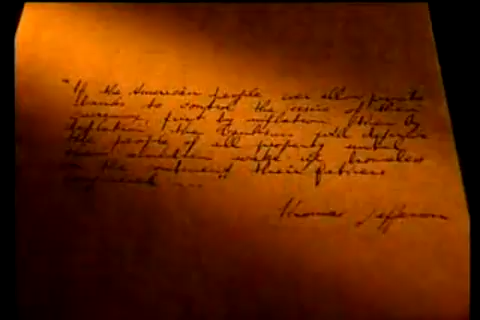 "If the American people ever allow private
banks to control the issue of their
currency, first by inflation, then by
deflation, the bankers will deprive
the people of all property until
their children wake up homeless
on the continent their fathers
conquered ..."
Thomas Jefferson